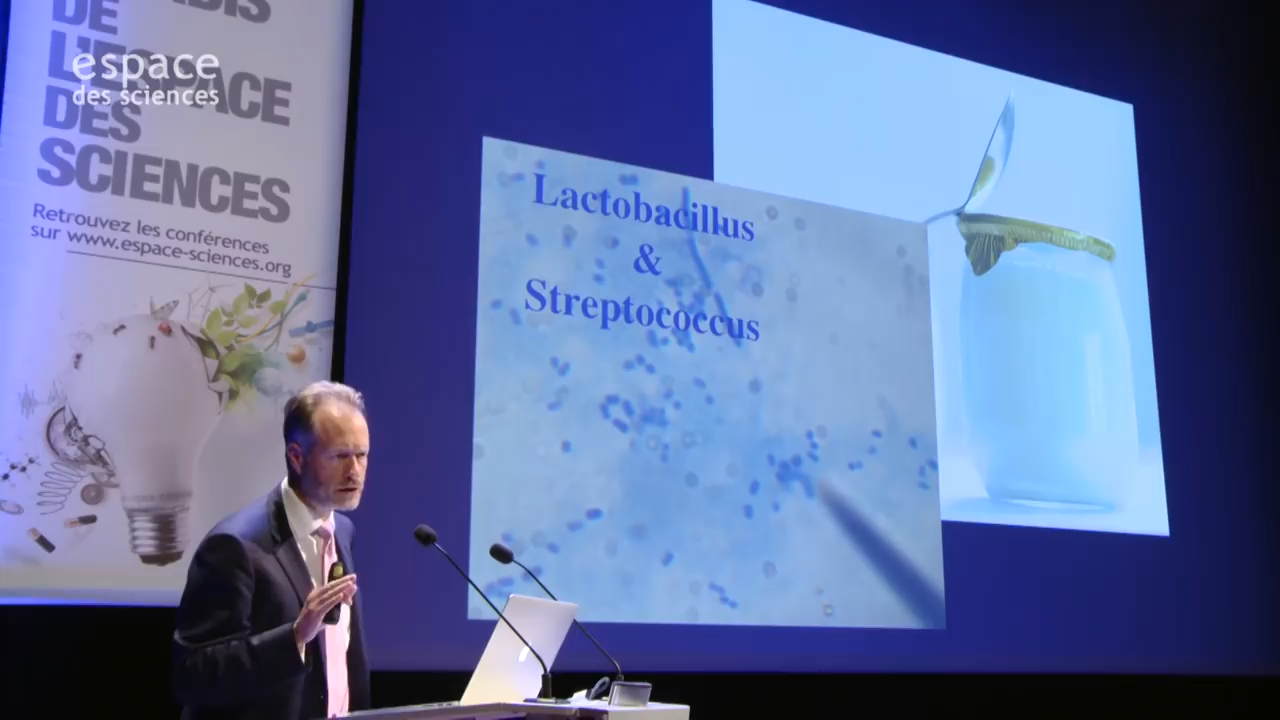 DE
L'ESPACE
DES
SCIENCES
Retrouvez les conférences
sur www.espace-sciences.org
espace
des sciences
Lactobacillus
&
Streptococcus